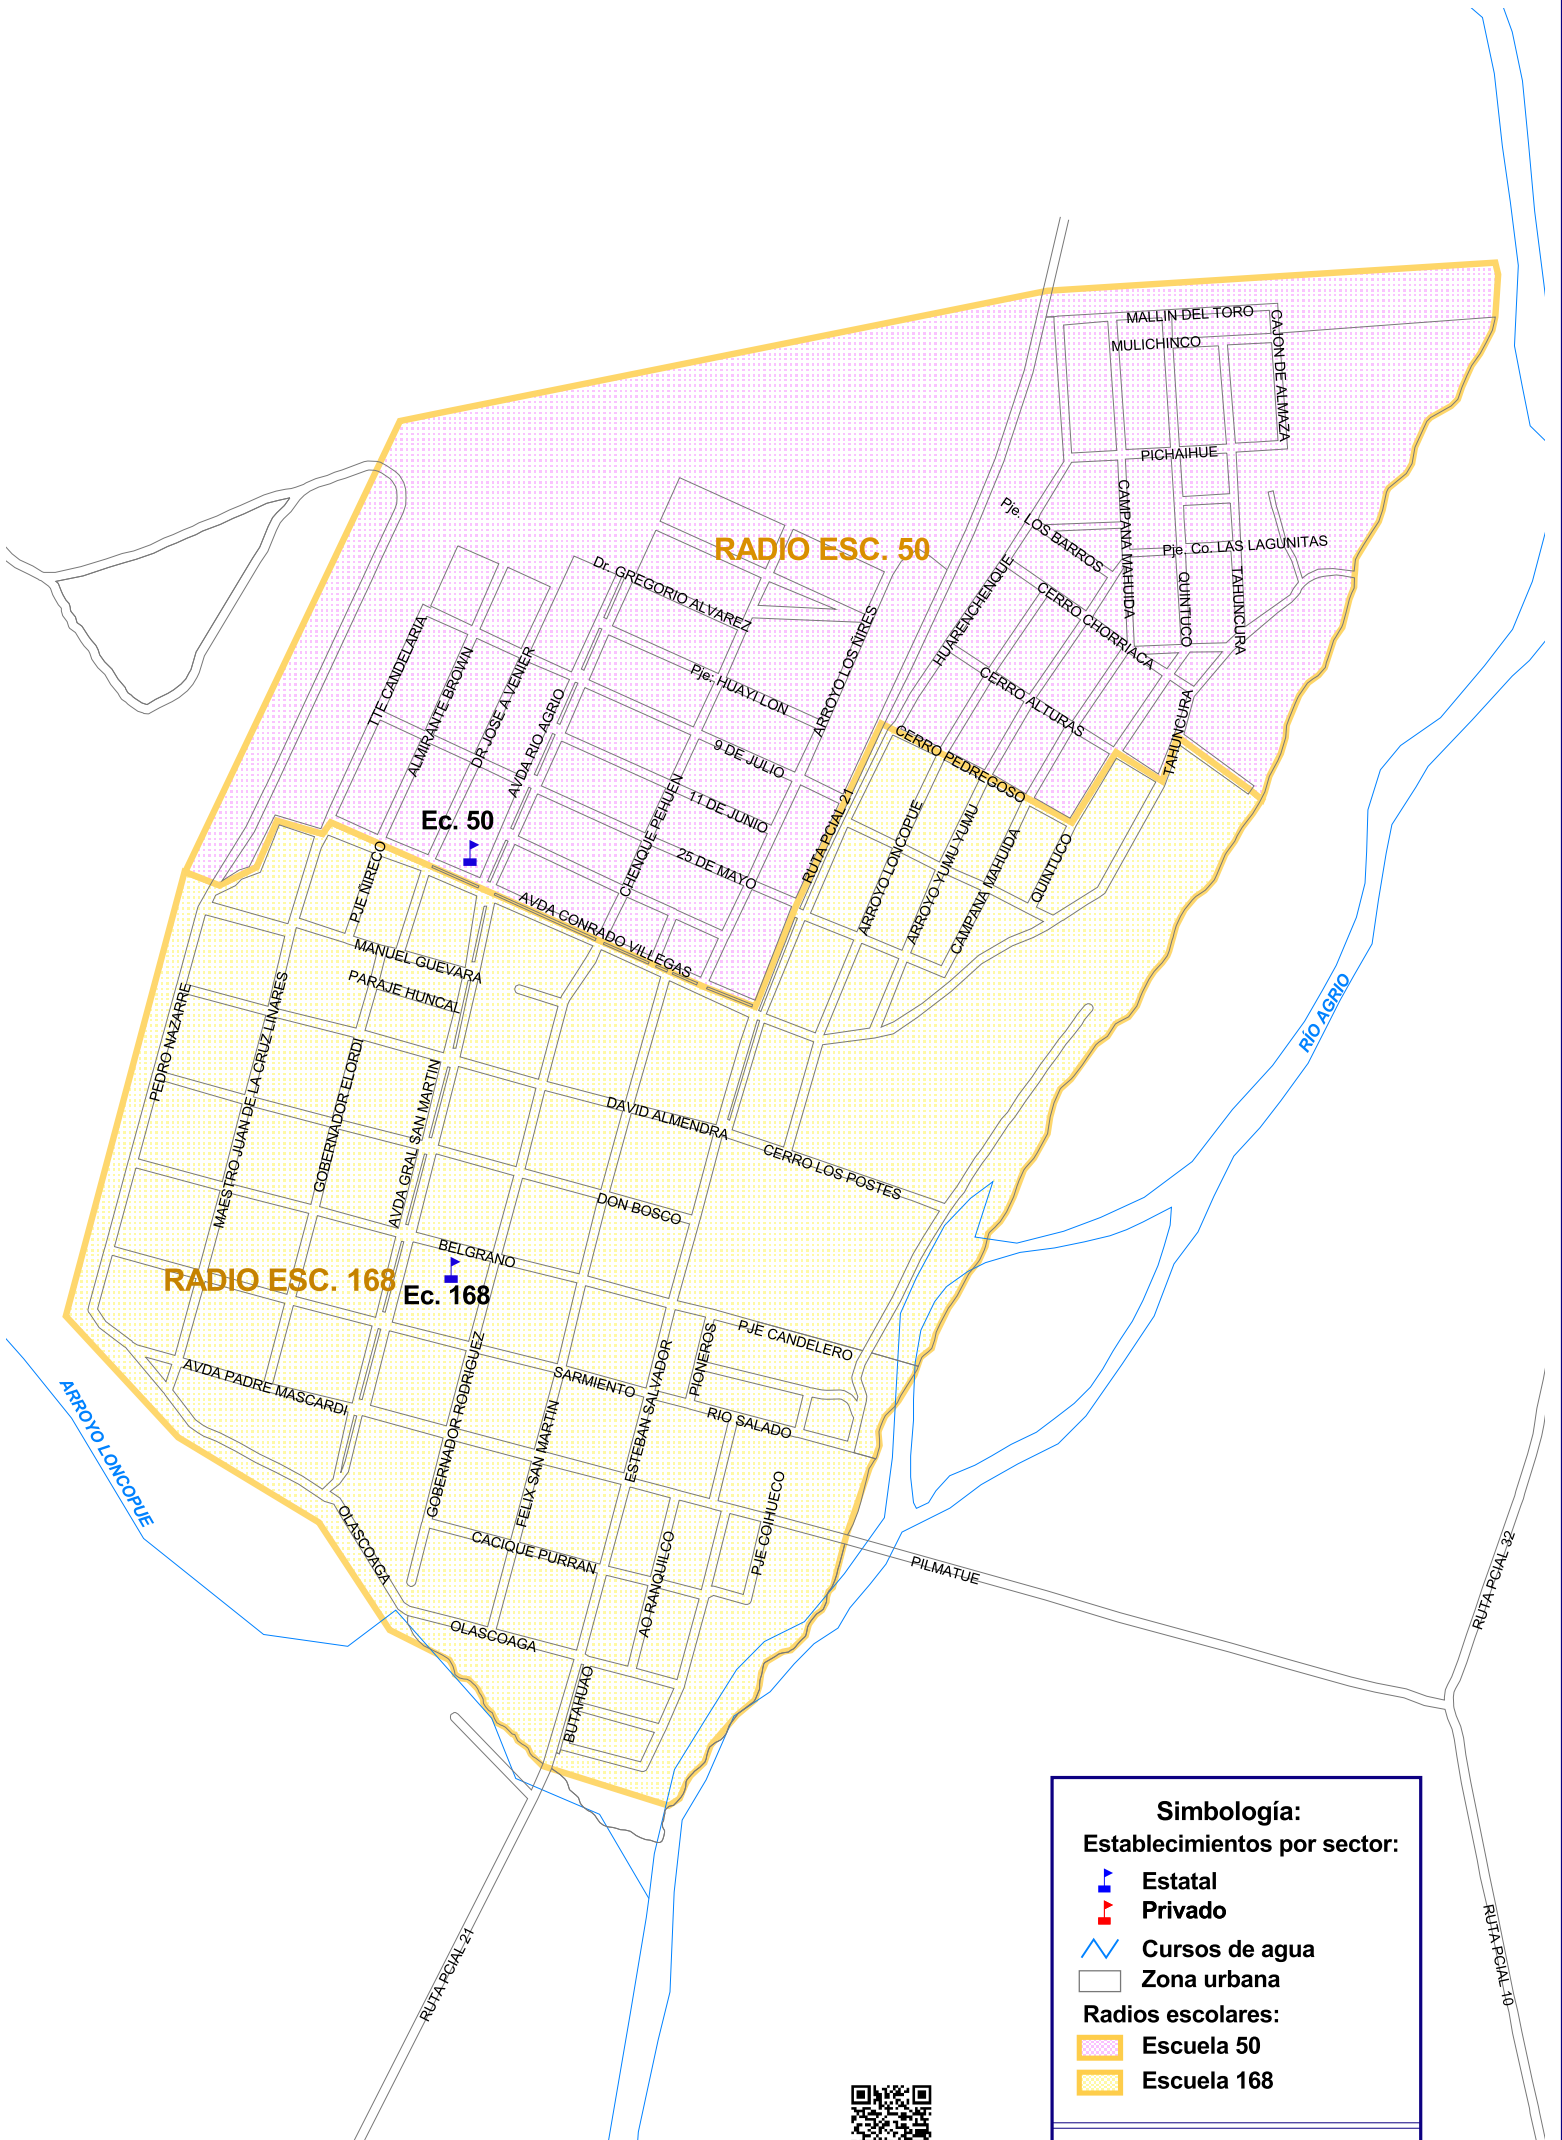 MALLIN DEL TORO
CAJON DE ALMAZA
MULICHINCO
PICHAIHUE
CAMPANA MAHUIDA
Pje. LOS BARROS
Pje. Co. LAS LAGUNITAS
RADIO ESC. 50
Dr. GREGORIO ALVAREZ
HUARENCHENQUE
CERRO CHORRIACA
QUINTUCO
TAHUNCURA
TTE CANDELARIA
ALMIRANTE BROWN
DR JOSE A VENIER
AVDA RIO AGRIO
Pje: HUAYI LON
ARROYO LOS ÑIRES
CERRO ALTURAS
TAHUNCURA
9 DE JULIO
CERRO PEDREGOSO
11 DE JUNIO
CHENQUE PEHUEN
25 DE MAYO
RUTA PCIAL 21
Ec. 50
ARROYO LONCOPUE
ARROYO YUMU YUMU
CAMPANA MAHUIDA
QUINTUCO
PJE ÑIRECO
AVDA CONRADO VILLEGAS
MANUEL GUEVARA
PARAJE HUNCAL
PEDRO NAZARRE
MAESTRO JUAN DE LA CRUZ LINARES
GOBERNADOR ELORDI
AVDA GRAL SAN MARTIN
RÍO AGRIO
DAVID ALMENDRA
CERRO LOS POSTES
DON BOSCO
BELGRANO
RADIO ESC. 168
Ec. 168
PJE CANDELERO
PIONEROS
AVDA PADRE MASCARDI
SARMIENTO
RIO SALADO
GOBERNADOR RODRIGUEZ
FELIX SAN MARTIN
ESTEBAN SALVADOR
ARROYO LONCOPUE
OLASCOAGA
CACIQUE PURRAN
AO RANQUILCO
PJE COIHUECO
PILMATUE
RUTA PCIAL 32
OLASCOAGA
BUTAHUAO
RUTA PCIAL 21
RUTA PCIAL 10
Simbología:
Establecimientos por sector:
Estatal
Privado
Cursos de agua
Zona urbana
Radios escolares:
Escuela 50
Escuela 168